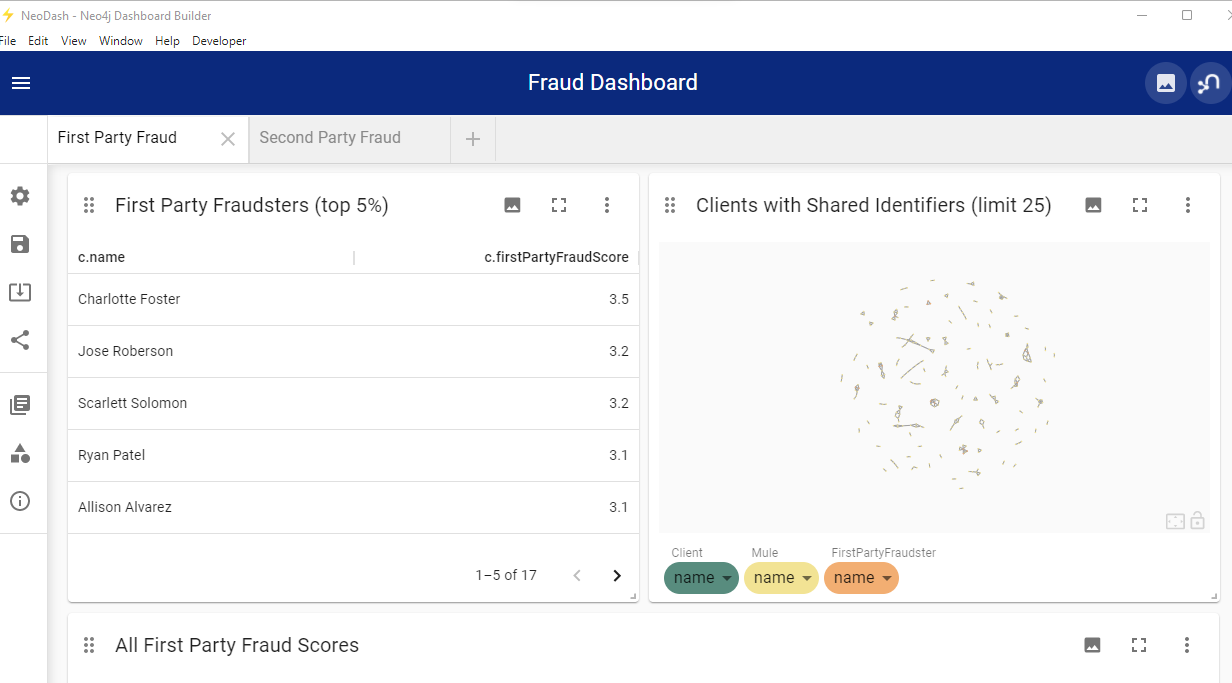 NeoDash - Neo4j Dashboard Builder
File Edit View Window Help Developer
Fraud Dashboard
First Party Fraud
Second Party Fraud
First Party Fraudsters (top 5%)
c.name c.firstPartyFraudScore
Charlotte Foster 3.5
Jose Roberson 3.2
Scarlett Solomon 3.2
Ryan Patel 3.1
Allison Alvarez 3.1
1–5 of 17
Clients with Shared Identifiers (limit 25)
Client Mule FirstPartyFraudster
name name name
All First Party Fraud Scores